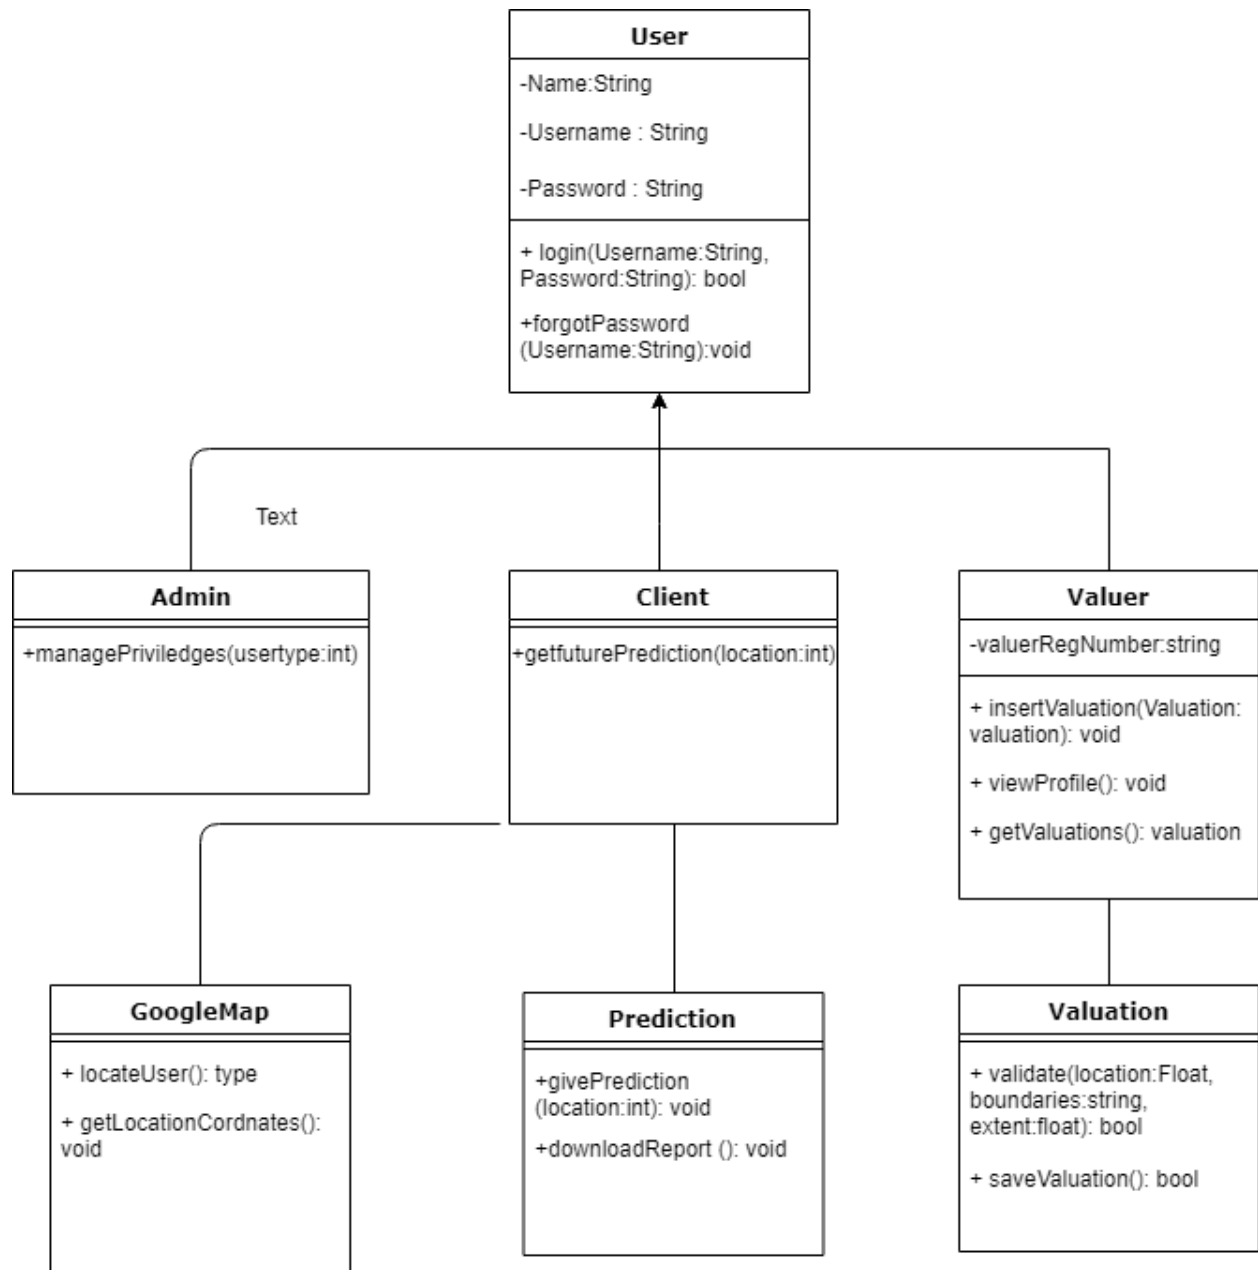 User
-Name:String
-Username : String
-Password : String
+ login(Username:String,
Password:String): bool
+forgotPassword
(Username:String):void
Text
Admin
+managePriviledges(usertype:int)
Client
+getfuturePrediction(location:int)
Valuer
-valuerRegNumber:string
+ insertValuation(Valuation:
valuation): void
+ viewProfile(): void
+ getValuations(): valuation
GoogleMap
+ locateUser(): type
+ getLocationCordnates():
void
Prediction
+givePrediction
(location:int): void
+downloadReport (): void
Valuation
+ validate(location:Float,
boundaries:string,
extent:float): bool
+ saveValuation(): bool